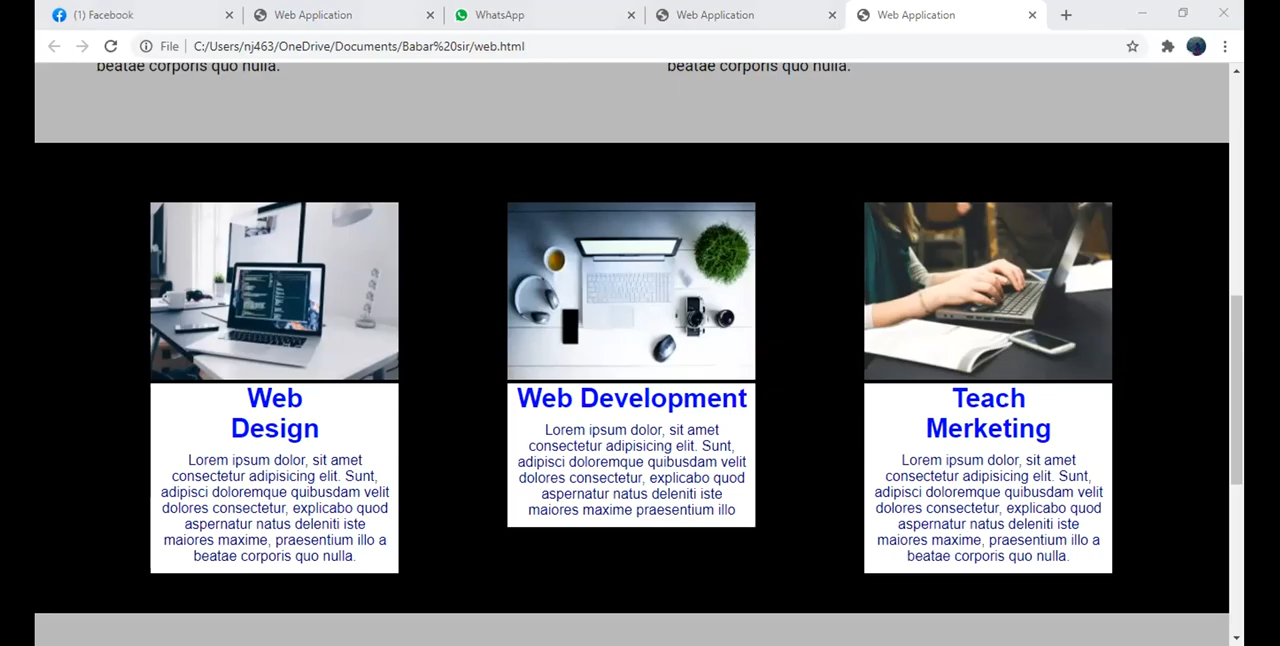 (1) Facebook
Web Application
WhatsApp
Web Application
Web Application
File
C:/Users/nj463/OneDrive/Documents/Babar%20sir/web.html
beatae corporis quo nulla.
beatae corporis quo nulla.
Web
Design
Lorem ipsum dolor, sit amet
consectetur adipisicing elit. Sunt,
adipisci doloremque quibusdam velit
dolores consectetur, explicabo quod
aspernatur natus deleniti iste
maiores maxime, praesentium illo a
beatae corporis quo nulla.
Web Development
Lorem ipsum dolor, sit amet
consectetur adipisicing elit. Sunt,
adipisci doloremque quibusdam velit
dolores consectetur, explicabo quod
aspernatur natus deleniti iste
maiores maxime praesentium illo
Teach
Merketing
Lorem ipsum dolor, sit amet
consectetur adipisicing elit. Sunt,
adipisci doloremque quibusdam velit
dolores consectetur, explicabo quod
aspernatur natus deleniti iste
maiores maxime, praesentium illo a
beatae corporis quo nulla.